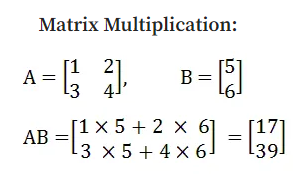 Matrix Multiplication:
A = [1 2
3 4], B = [5
6]
AB = [1 × 5 + 2 × 6
3 × 5 + 4 × 6] = [17
39]